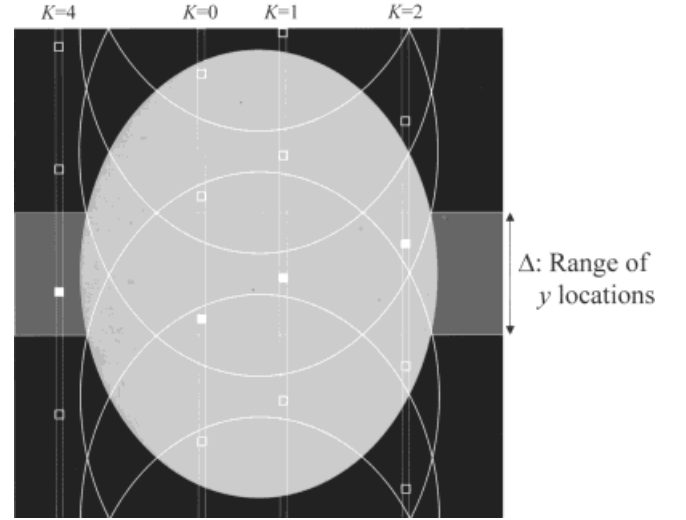 K=4 K=0 K=1 K=2
Δ: Range of
y locations